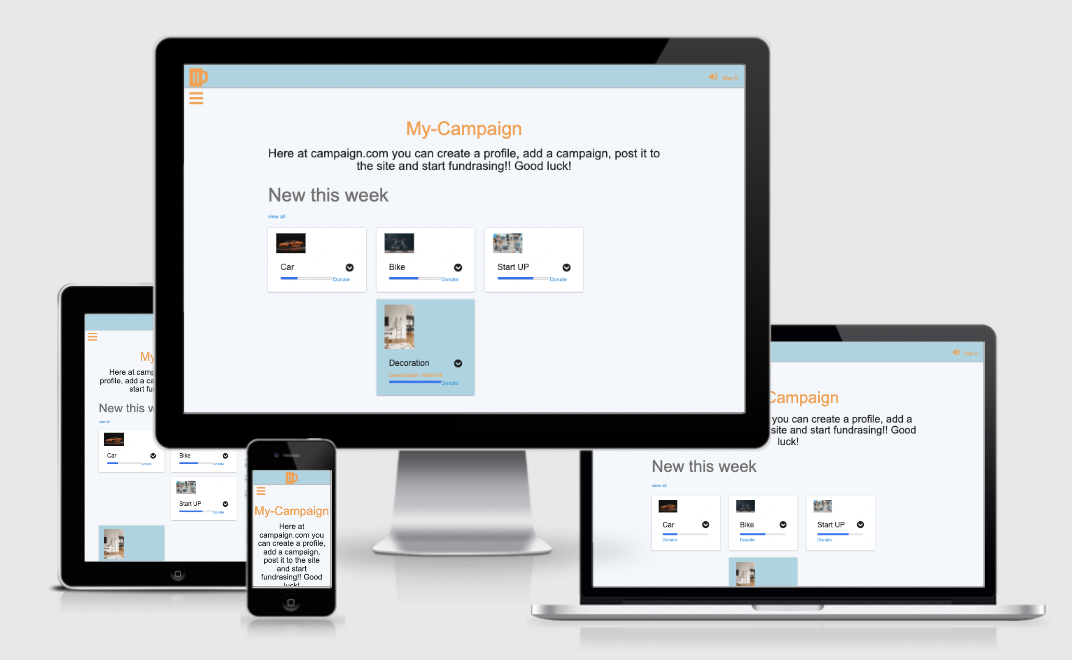 Sign in
My-Campaign
Here at campaign.com you can create a profile, add a campaign, post it to
the site and start fundrasing!! Good luck!
New this week
view all
Car
Donate
Bike
Donate
Start UP
Donate
Decoration
Donate
My
Here at camp
profile, add a ca
start fu
New this w
view all
Car
Bike
Start UP
My-Campaign
Here at
campaign.com you
can create a profile,
add a campaign,
post it to the site
and start
fundrasing!! Good
luck!
Sign in
Campaign
you can create a profile, add a
site and start fundrasing!! Good
luck!
New this week
view all
Car
Donate
Bike
Donate
Start UP
Donate